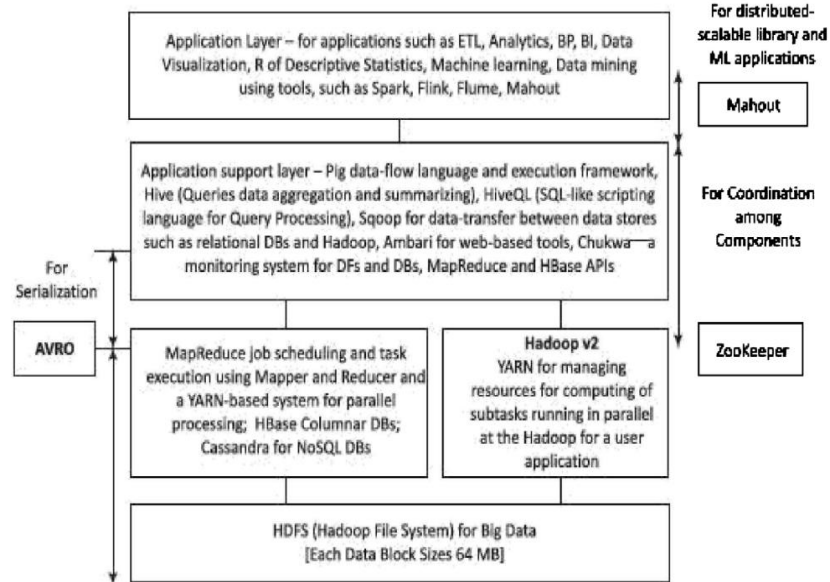 Application Layer – for applications such as ETL, Analytics, BP, BI, Data
Visualization, R of Descriptive Statistics, Machine learning, Data mining
using tools, such as Spark, Flink, Flume, Mahout
For distributed-
scalable library and
ML applications
Mahout
Application support layer – Pig data-flow language and execution framework,
Hive (Queries data aggregation and summarizing), HiveQL (SQL-like scripting
language for Query Processing), Sqoop for data-transfer between data stores
such as relational DBs and Hadoop, Ambari for web-based tools, Chukwa—a
monitoring system for DFs and DBs, MapReduce and HBase APIs
For Coordination
among
Components
For
Serialization
AVRO
MapReduce job scheduling and task
execution using Mapper and Reducer and
a YARN-based system for parallel
processing; HBase Columnar DBs;
Cassandra for NoSQL DBs
Hadoop v2
YARN for managing
resources for computing of
subtasks running in parallel
at the Hadoop for a user
application
ZooKeeper
HDFS (Hadoop File System) for Big Data
[Each Data Block Sizes 64 MB]